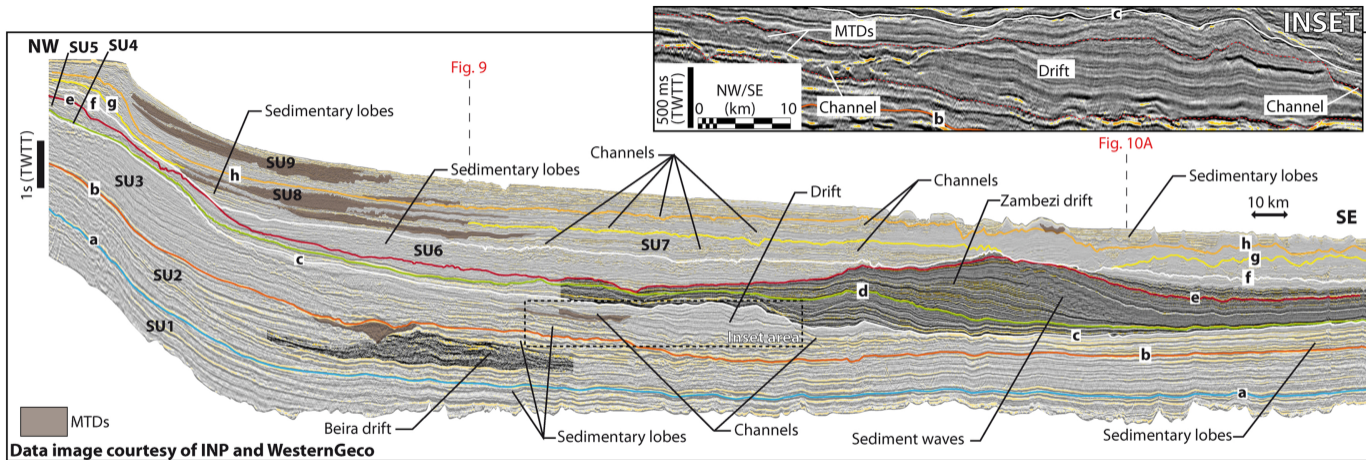 INSET
c
MTDs
Drift
500 ms
(TWTT)
NW/SE
(km)
0 10
Channel
b
Channel
NW
SU5
SU4
Fig. 9
Fig. 10A
e
f
g
Sedimentary lobes
Channels
Sedimentary lobes
Drift
Channels
Zambezi drift
Sedimentary lobes
10 km
SE
1s (TWTT)
SU9
h
SU8
SU3
b
SU7
SU6
c
a
h
g
f
d
e
SU2
Inset area
c
b
SU1
a
MTDs
Beira drift
Sedimentary lobes
Channels
Sediment waves
Sedimentary lobes
Data image courtesy of INP and WesternGeco